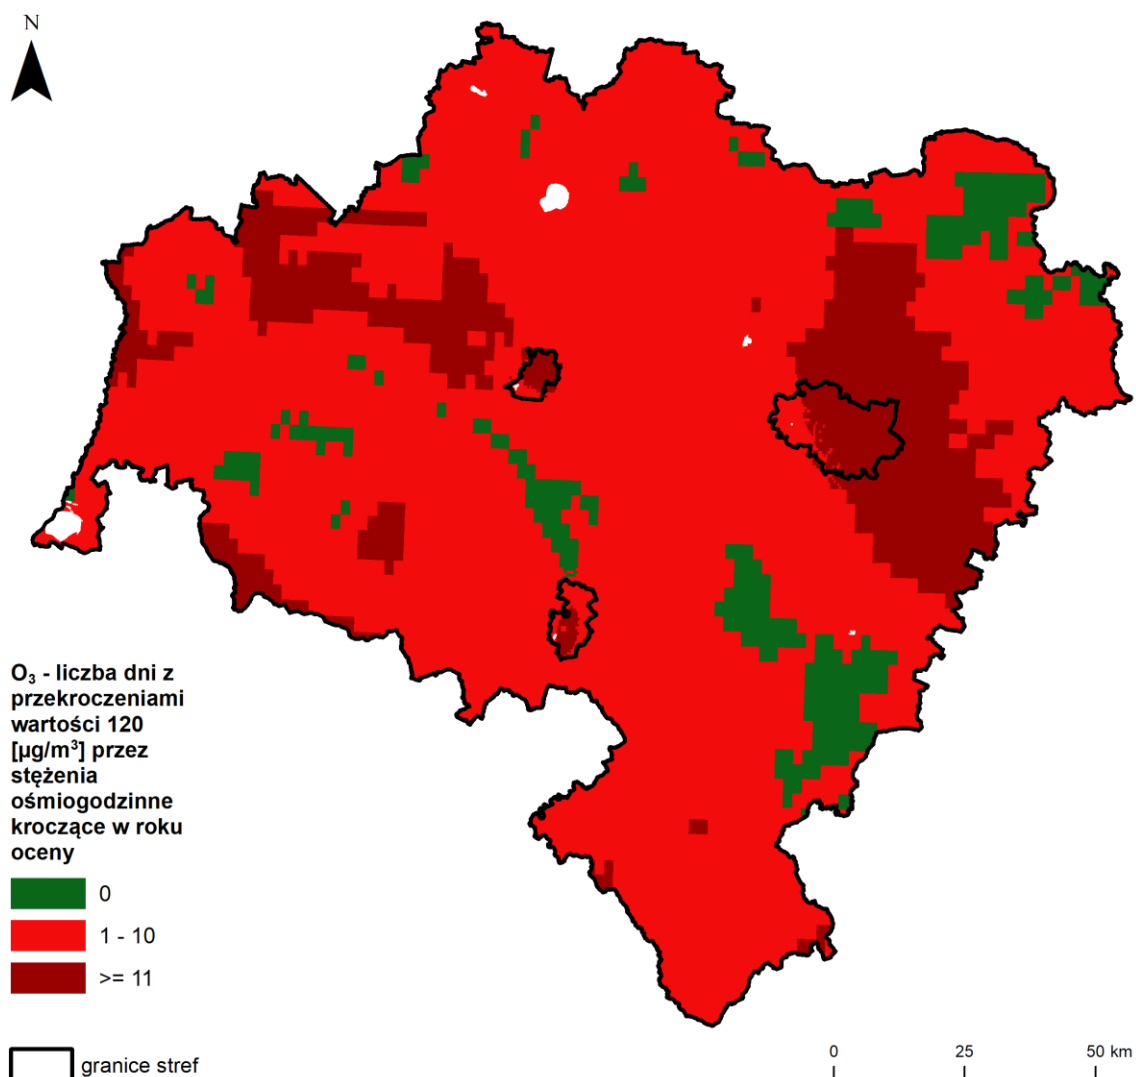 N
O₃ - liczba dni z
przekroczeniami
wartości 120
[µg/m³] przez
stężenia
ośmiogodzinne
kroczące w roku
oceny
0
1 - 10
>= 11
granice stref
0 25 50 km